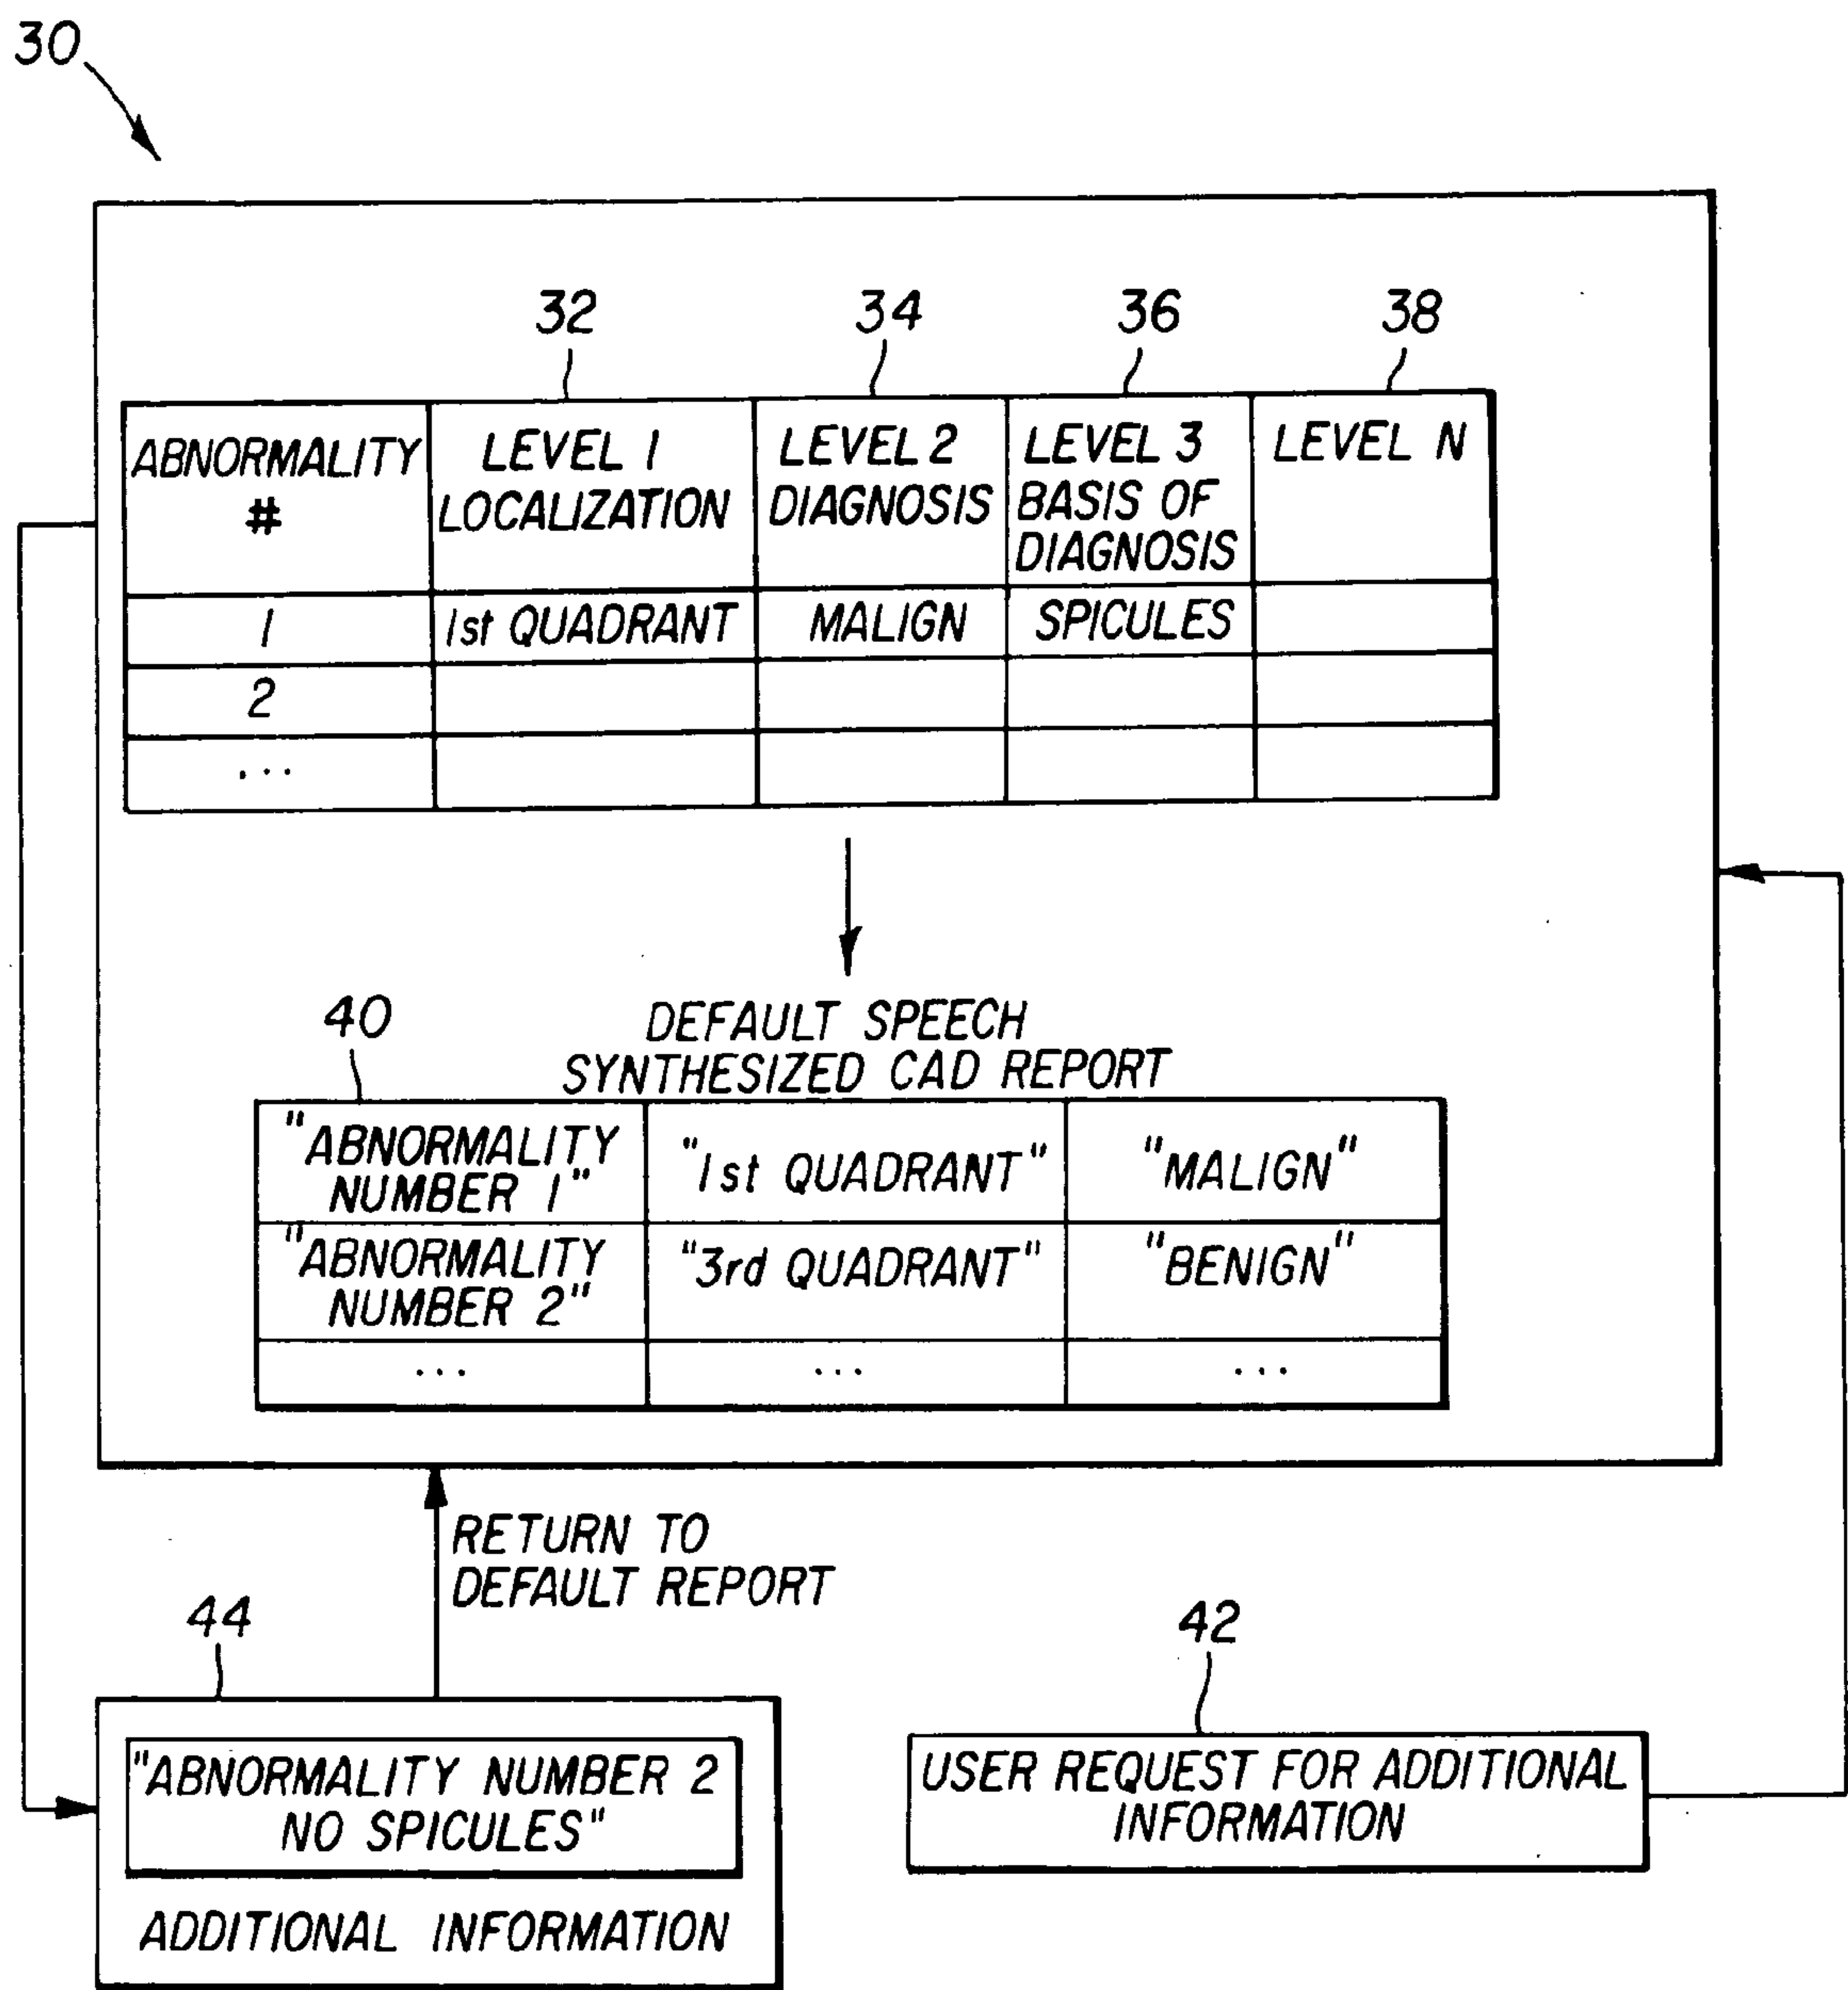 30
32 34 36 38
ABNORMALITY # LEVEL 1 LOCALIZATION LEVEL 2 DIAGNOSIS LEVEL 3 BASIS OF DIAGNOSIS LEVEL N
1 1st QUADRANT MALIGN SPICULES
2
...
40
DEFAULT SPEECH
SYNTHESIZED CAD REPORT
"ABNORMALITY NUMBER 1" "1st QUADRANT" "MALIGN"
"ABNORMALITY NUMBER 2" "3rd QUADRANT" "BENIGN"
... ... ...
RETURN TO
DEFAULT REPORT
44
"ABNORMALITY NUMBER 2
NO SPICULES"
ADDITIONAL INFORMATION
42
USER REQUEST FOR ADDITIONAL
INFORMATION